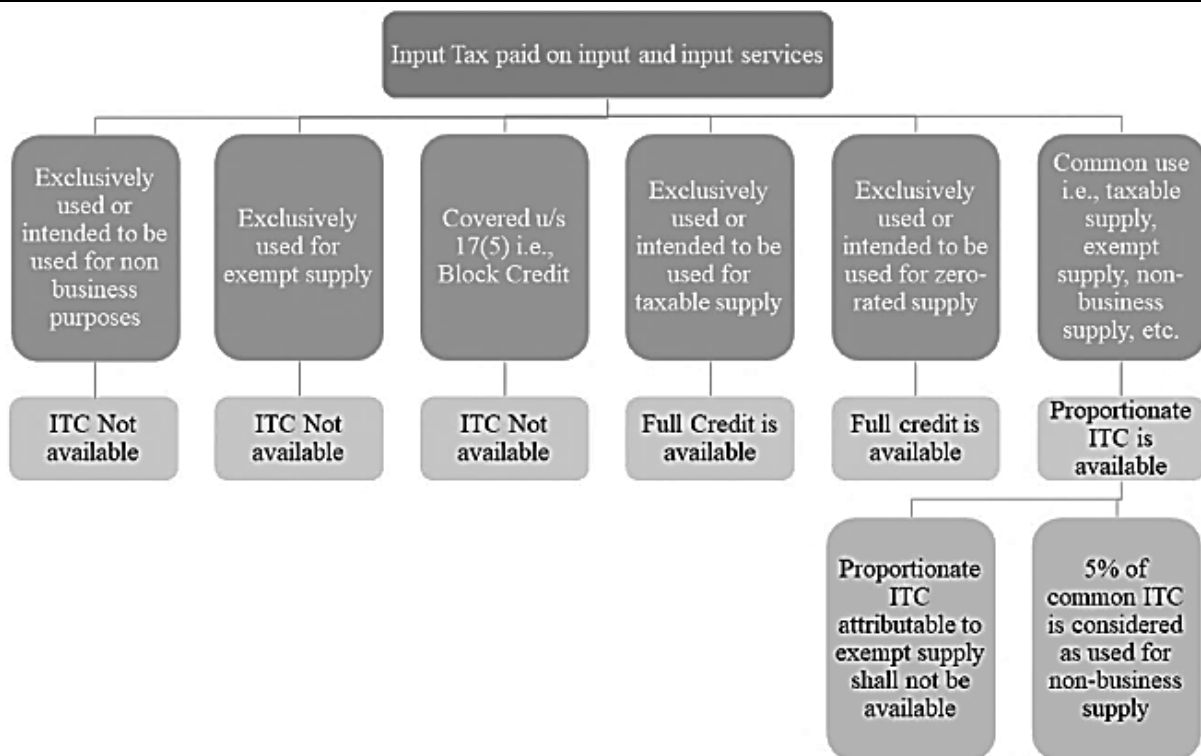 Input Tax paid on input and input services
Exclusively
used or
intended to be
used for non
business
purposes
Exclusively
used for
exempt supply
Covered u/s
17(5) i.e.,
Block Credit
Exclusively
used or
intended to be
used for
taxable supply
Exclusively
used or
intended to be
used for zero-
rated supply
Common use
i.e., taxable
supply,
exempt
supply, non-
business
supply, etc.
ITC Not
available
ITC Not
available
ITC Not
available
Full Credit is
available
Full credit is
available
Proportionate
ITC is
available
Proportionate
ITC
attributable to
exempt supply
shall not be
available
5% of
common ITC
is considered
as used for
non-business
supply